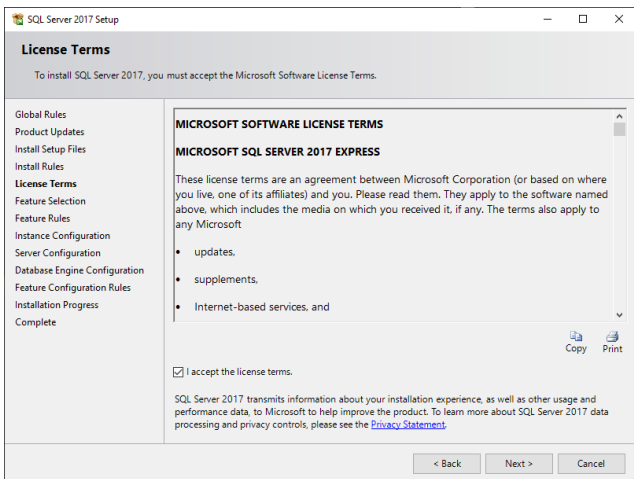 SQL Server 2017 Setup
License Terms
To install SQL Server 2017, you must accept the Microsoft Software License Terms.
Global Rules
Product Updates
Install Setup Files
Install Rules
License Terms
Feature Selection
Feature Rules
Instance Configuration
Server Configuration
Database Engine Configuration
Feature Configuration Rules
Installation Progress
Complete
MICROSOFT SOFTWARE LICENSE TERMS
MICROSOFT SQL SERVER 2017 EXPRESS
These license terms are an agreement between Microsoft Corporation (or based on where
you live, one of its affiliates) and you. Please read them. They apply to the software named
above, which includes the media on which you received it, if any. The terms also apply to
any Microsoft
• updates,
• supplements,
• Internet-based services, and
Copy Print
I accept the license terms.
SQL Server 2017 transmits information about your installation experience, as well as other usage and
performance data, to Microsoft to help improve the product. To learn more about SQL Server 2017 data
processing and privacy controls, please see the Privacy Statement.
< Back Next > Cancel